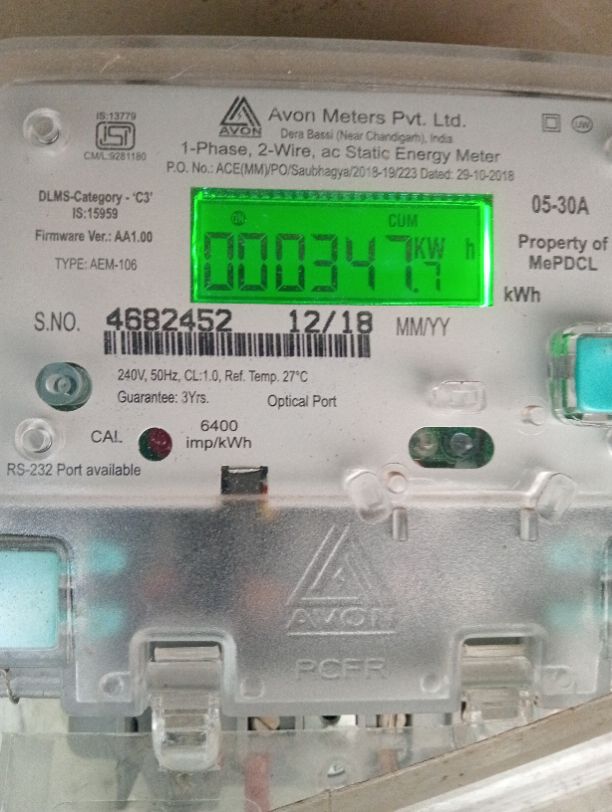 IS:13779
ISI
CM/L:9281180
AVON
Avon Meters Pvt. Ltd.
Dera Bassi (Near Chandigarh), India
UW
1-Phase, 2-Wire, ac Static Energy Meter
P.O. No.: ACE(MM)/PO/Saubhagya/2018-19/223 Dated: 29-10-2018
DLMS-Category - 'C3'
IS:15959
Firmware Ver.: AA1.00
TYPE: AEM-106
CUM
000347.7
KW h
05-30A
Property of
MePDCL
kWh
S.NO. 4682452 12/18 MM/YY
240V, 50Hz, CL:1.0, Ref. Temp. 27°C
Guarantee: 3Yrs.
Optical Port
CAL
6400
imp/kWh
RS-232 Port available
AVON
PCFR